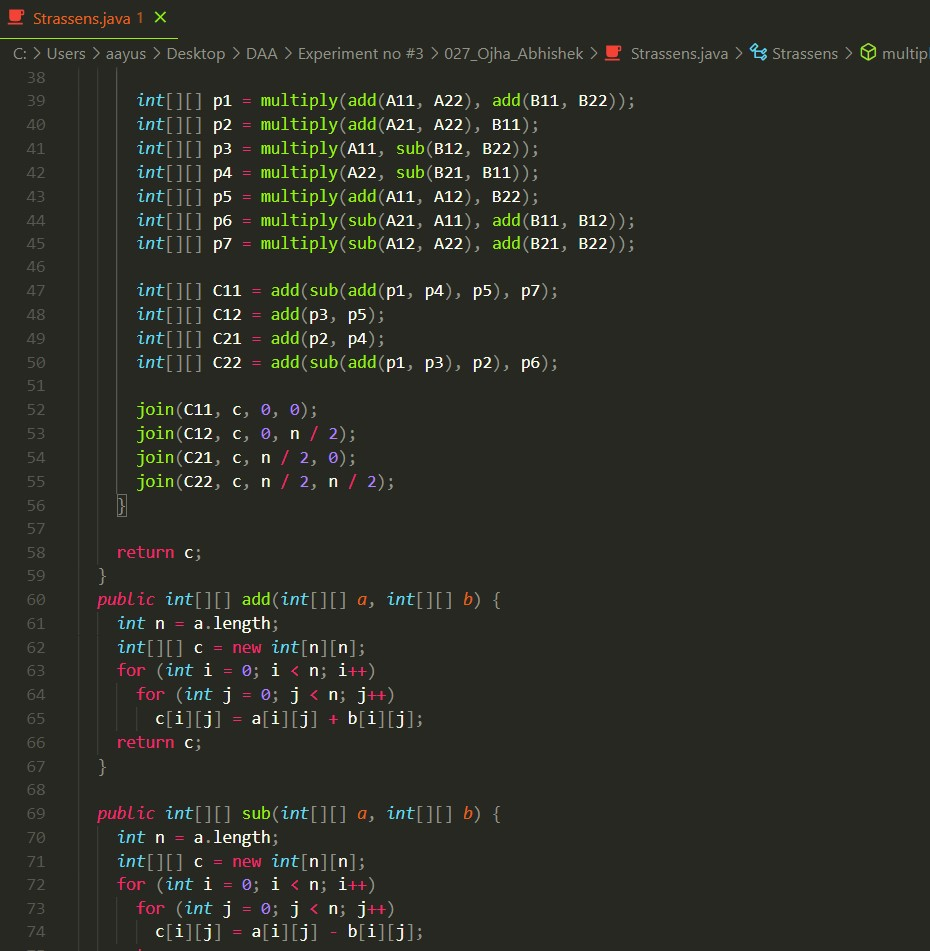 Strassens.java 1
C: > Users > aayus > Desktop > DAA > Experiment no #3 > 027_Ojha_Abhishek > Strassens.java > Strassens > multipl
38
39 int[][] p1 = multiply(add(A11, A22), add(B11, B22));
40 int[][] p2 = multiply(add(A21, A22), B11);
41 int[][] p3 = multiply(A11, sub(B12, B22));
42 int[][] p4 = multiply(A22, sub(B21, B11));
43 int[][] p5 = multiply(add(A11, A12), B22);
44 int[][] p6 = multiply(sub(A21, A11), add(B11, B12));
45 int[][] p7 = multiply(sub(A12, A22), add(B21, B22));
46
47 int[][] C11 = add(sub(add(p1, p4), p5), p7);
48 int[][] C12 = add(p3, p5);
49 int[][] C21 = add(p2, p4);
50 int[][] C22 = add(sub(add(p1, p3), p2), p6);
51
52 join(C11, c, 0, 0);
53 join(C12, c, 0, n / 2);
54 join(C21, c, n / 2, 0);
55 join(C22, c, n / 2, n / 2);
56 }
57
58 return c;
59 }
60 public int[][] add(int[][] a, int[][] b) {
61 int n = a.length;
62 int[][] c = new int[n][n];
63 for (int i = 0; i < n; i++)
64 for (int j = 0; j < n; j++)
65 c[i][j] = a[i][j] + b[i][j];
66 return c;
67 }
68
69 public int[][] sub(int[][] a, int[][] b) {
70 int n = a.length;
71 int[][] c = new int[n][n];
72 for (int i = 0; i < n; i++)
73 for (int j = 0; j < n; j++)
74 c[i][j] = a[i][j] - b[i][j];